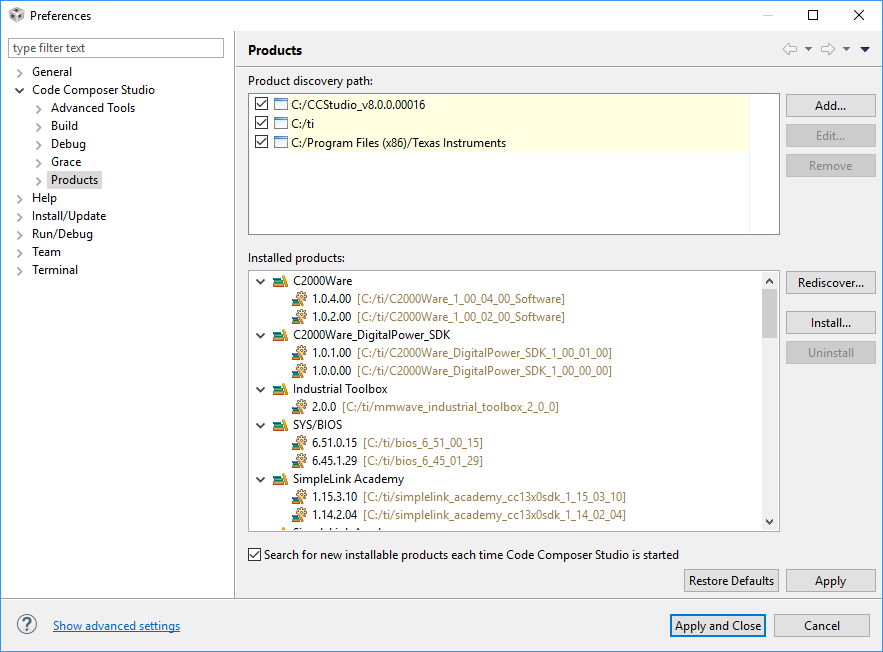 Preferences
type filter text
General
Code Composer Studio
Advanced Tools
Build
Debug
Grace
Products
Help
Install/Update
Run/Debug
Team
Terminal
Products
Product discovery path:
C:/CCStudio_v8.0.0.00016
C:/ti
C:/Program Files (x86)/Texas Instruments
Add...
Edit...
Remove
Installed products:
C2000Ware
1.0.4.00 [C:/ti/C2000Ware_1_00_04_00_Software]
1.0.2.00 [C:/ti/C2000Ware_1_00_02_00_Software]
C2000Ware_DigitalPower_SDK
1.0.1.00 [C:/ti/C2000Ware_DigitalPower_SDK_1_00_01_00]
1.0.0.00 [C:/ti/C2000Ware_DigitalPower_SDK_1_00_00_00]
Industrial Toolbox
2.0.0 [C:/ti/mmwave_industrial_toolbox_2_0_0]
SYS/BIOS
6.51.0.15 [C:/ti/bios_6_51_00_15]
6.45.1.29 [C:/ti/bios_6_45_01_29]
SimpleLink Academy
1.15.3.10 [C:/ti/simplelink_academy_cc13x0sdk_1_15_03_10]
1.14.2.04 [C:/ti/simplelink_academy_cc13x0sdk_1_14_02_04]
Rediscover...
Install...
Uninstall
Search for new installable products each time Code Composer Studio is started
Restore Defaults
Apply
?
Show advanced settings
Apply and Close
Cancel